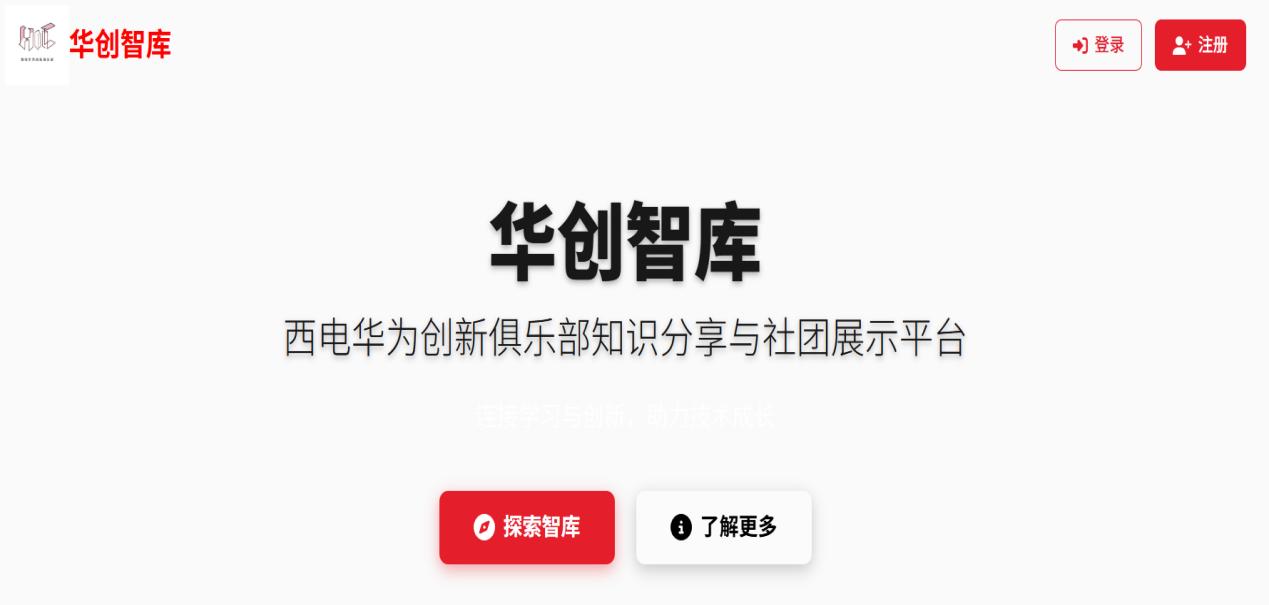 华创智库
登录
注册
华创智库
西电华为创新俱乐部知识分享与社团展示平台
连接学习与创新，助力技术成长
探索智库
了解更多